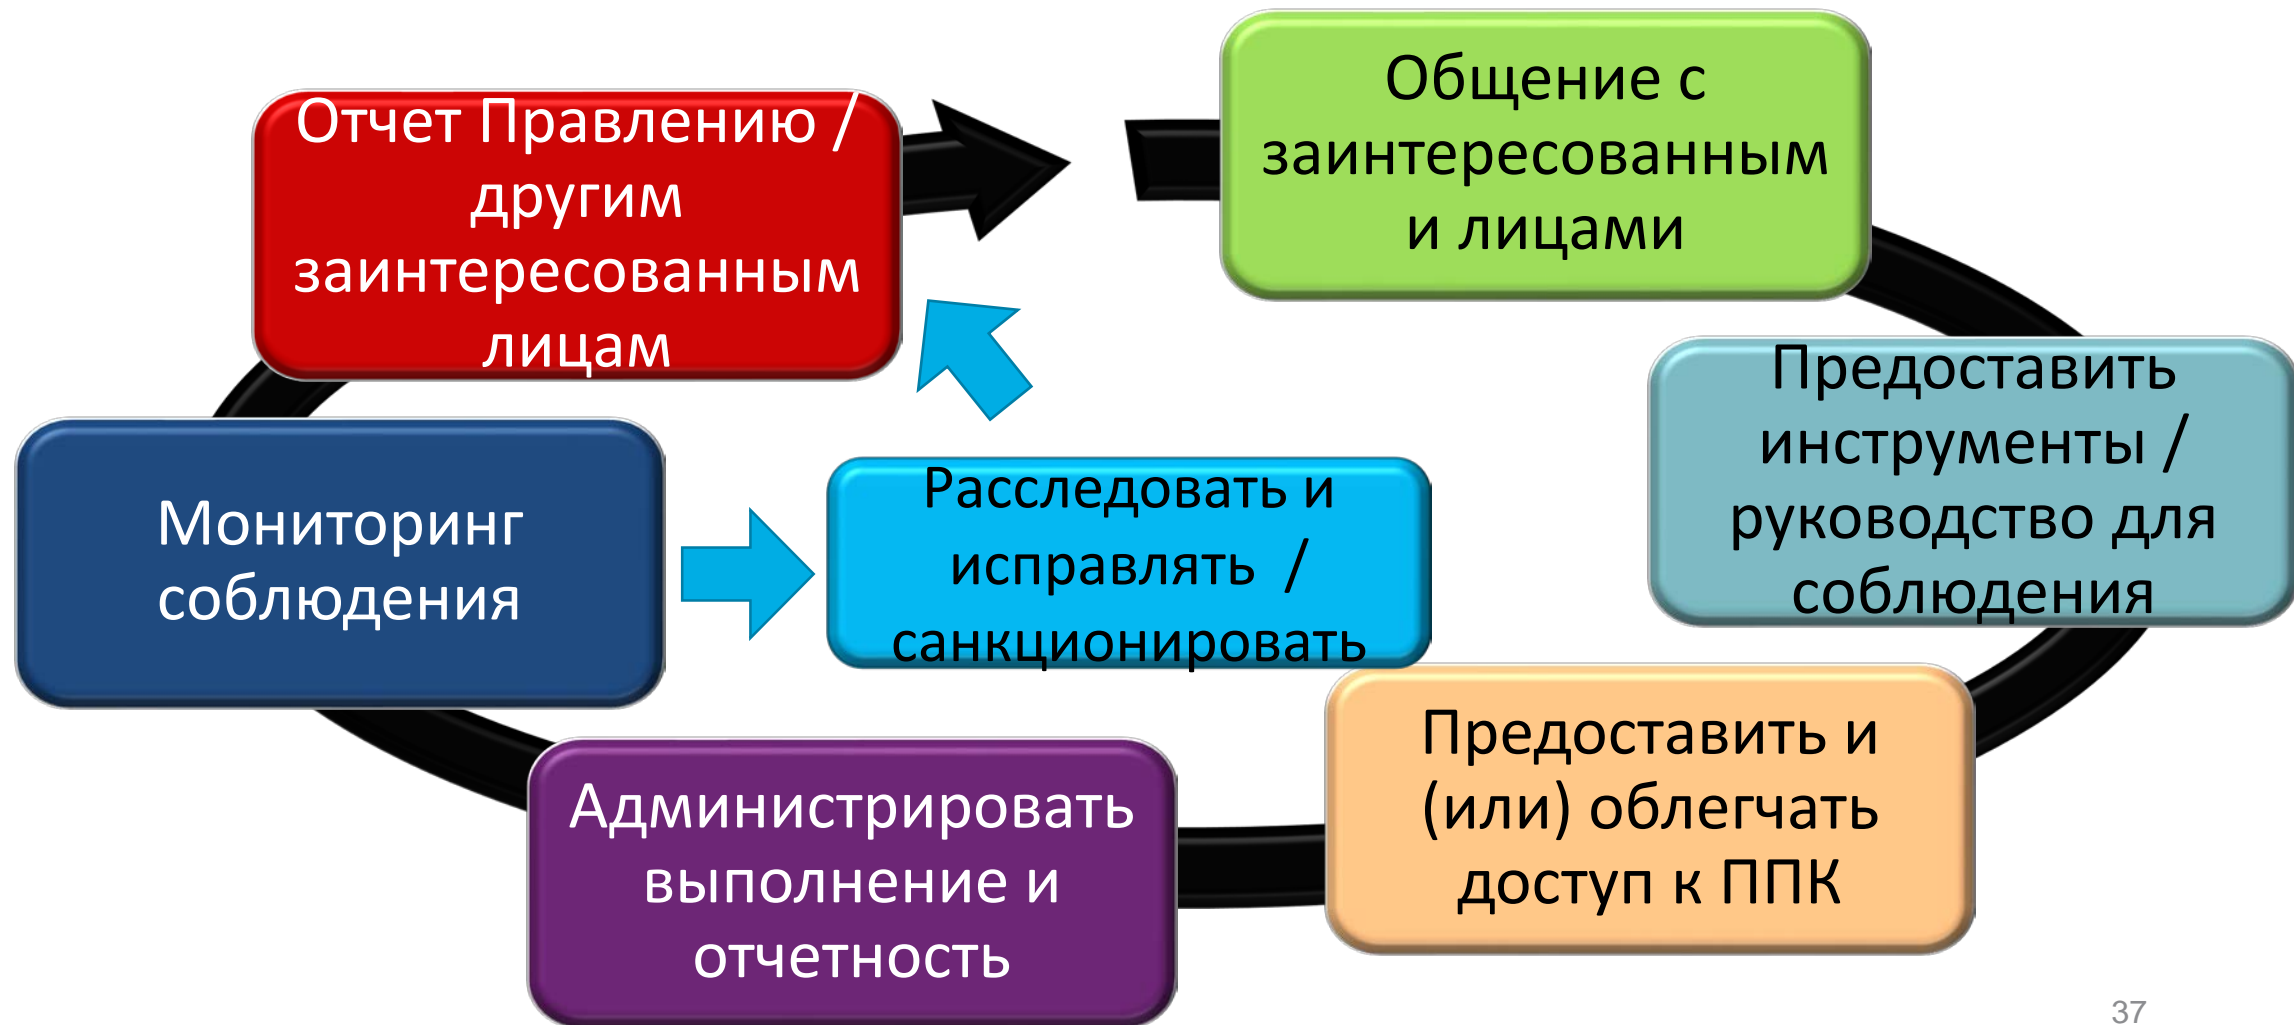 Общение с
заинтересованным
и лицами
Предоставить
инструменты /
руководство для
соблюдения
Предоставить и
(или) облегчать
доступ к ППК
Администрировать
выполнение и
отчетность
Мониторинг
соблюдения
Расследовать и
исправлять /
санкционировать
Отчет Правлению /
другим
заинтересованным
лицам
37